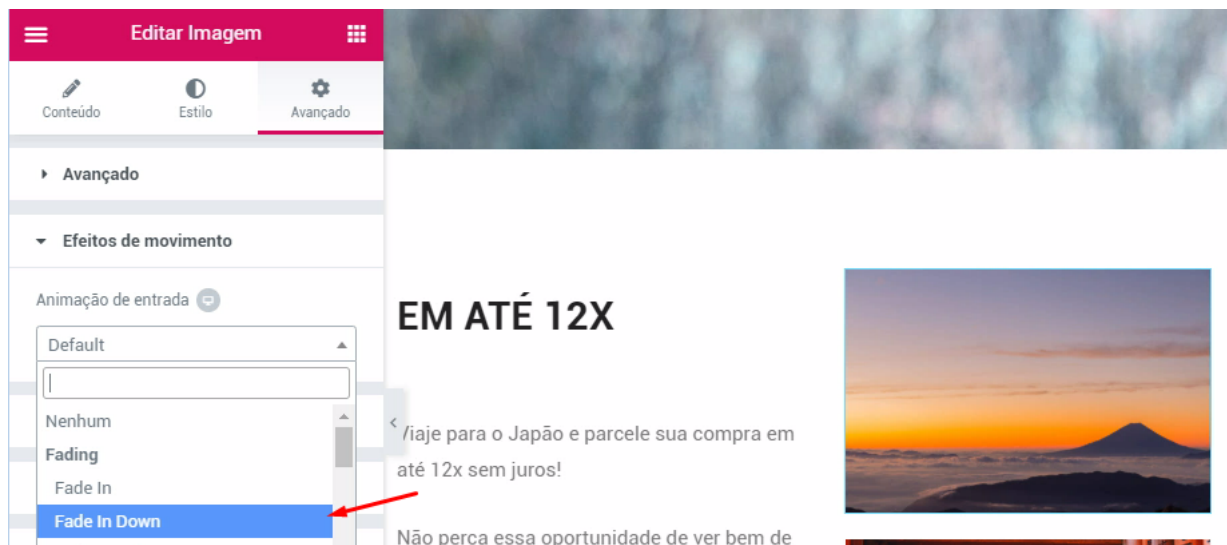 Editar Imagem
Conteúdo
Estilo
Avançado
Avançado
Efeitos de movimento
Animação de entrada
Default
Nenhum
Fading
Fade In
Fade In Down
EM ATÉ 12X
Viaje para o Japão e parcele sua compra em
até 12x sem juros!
Não perca essa oportunidade de ver bem de